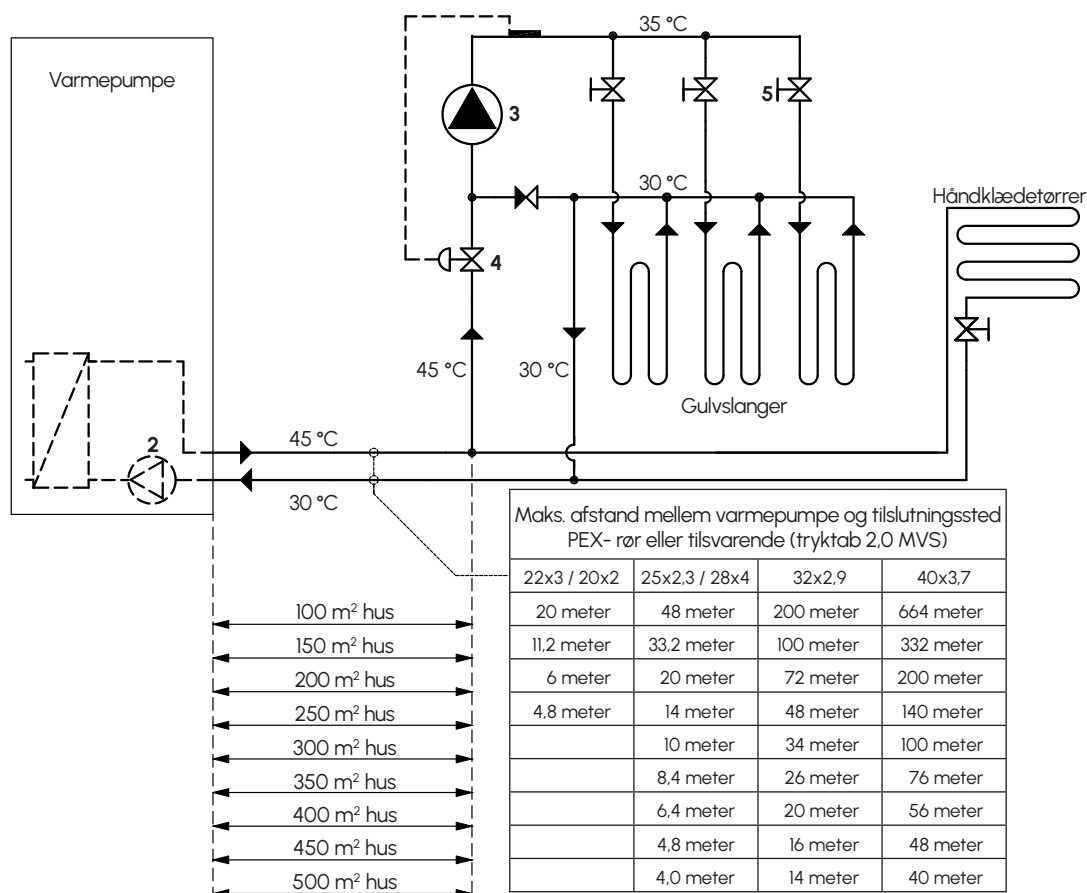 Varmepumpe
35 °C
3
5
30 °C
Håndklædetørrer
4
45 °C
30 °C
Gulvslanger
2
45 °C
30 °C
Maks. afstand mellem varmepumpe og tilslutningssted
PEX- rør eller tilsvarende (tryktab 2,0 MVS)
22x3 / 20x2 25x2,3 / 28x4 32x2,9 40x3,7
100 m² hus 20 meter 48 meter 200 meter 664 meter
150 m² hus 11,2 meter 33,2 meter 100 meter 332 meter
200 m² hus 6 meter 20 meter 72 meter 200 meter
250 m² hus 4,8 meter 14 meter 48 meter 140 meter
300 m² hus 10 meter 34 meter 100 meter
350 m² hus 8,4 meter 26 meter 76 meter
400 m² hus 6,4 meter 20 meter 56 meter
450 m² hus 4,8 meter 16 meter 48 meter
500 m² hus 4,0 meter 14 meter 40 meter